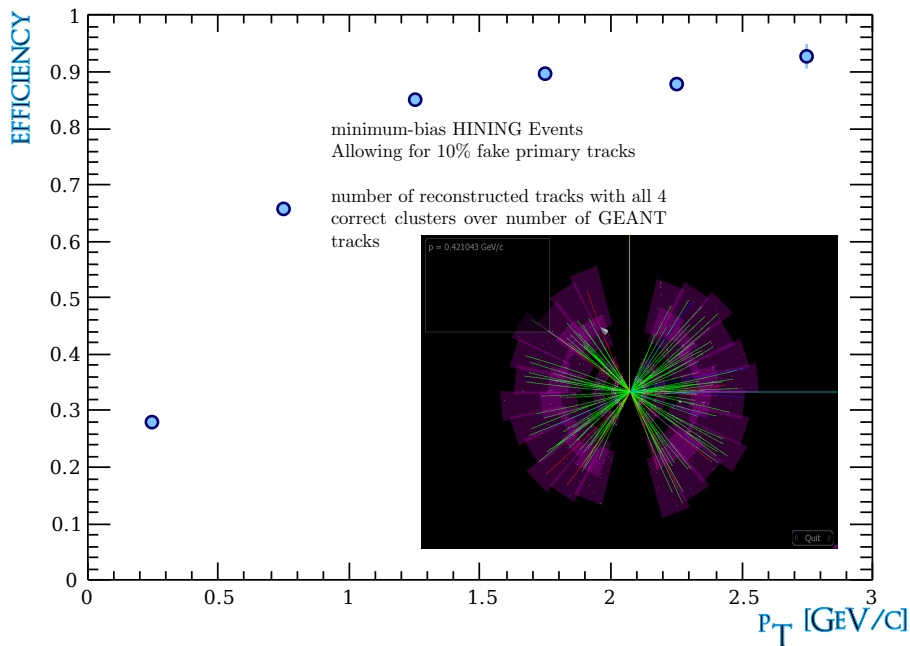 EFFICIENCY
1
0.9
0.8
0.7
0.6
0.5
0.4
0.3
0.2
0.1
0
minimum-bias HINING Events
Allowing for 10% fake primary tracks
number of reconstructed tracks with all 4
correct clusters over number of GEANT
tracks
p = 0.421043 GeV/c
Quit
0 0.5 1 1.5 2 2.5 3
pT [GeV/c]